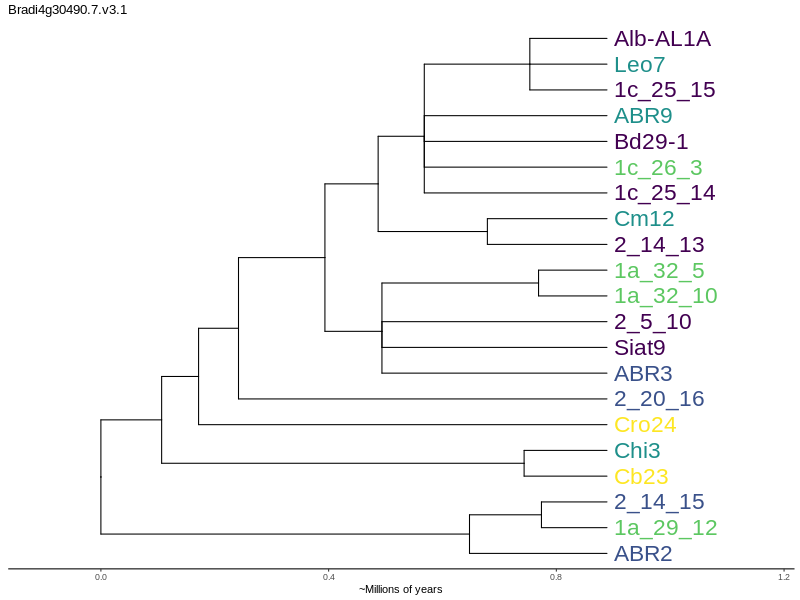 Bradi4g30490.7.v3.1
Alb-AL1A
Leo7
1c_25_15
ABR9
Bd29-1
1c_26_3
1c_25_14
Cm12
2_14_13
1a_32_5
1a_32_10
2_5_10
Siat9
ABR3
2_20_16
Cro24
Chi3
Cb23
2_14_15
1a_29_12
ABR2
0.0 0.4 0.8 1.2
~Millions of years